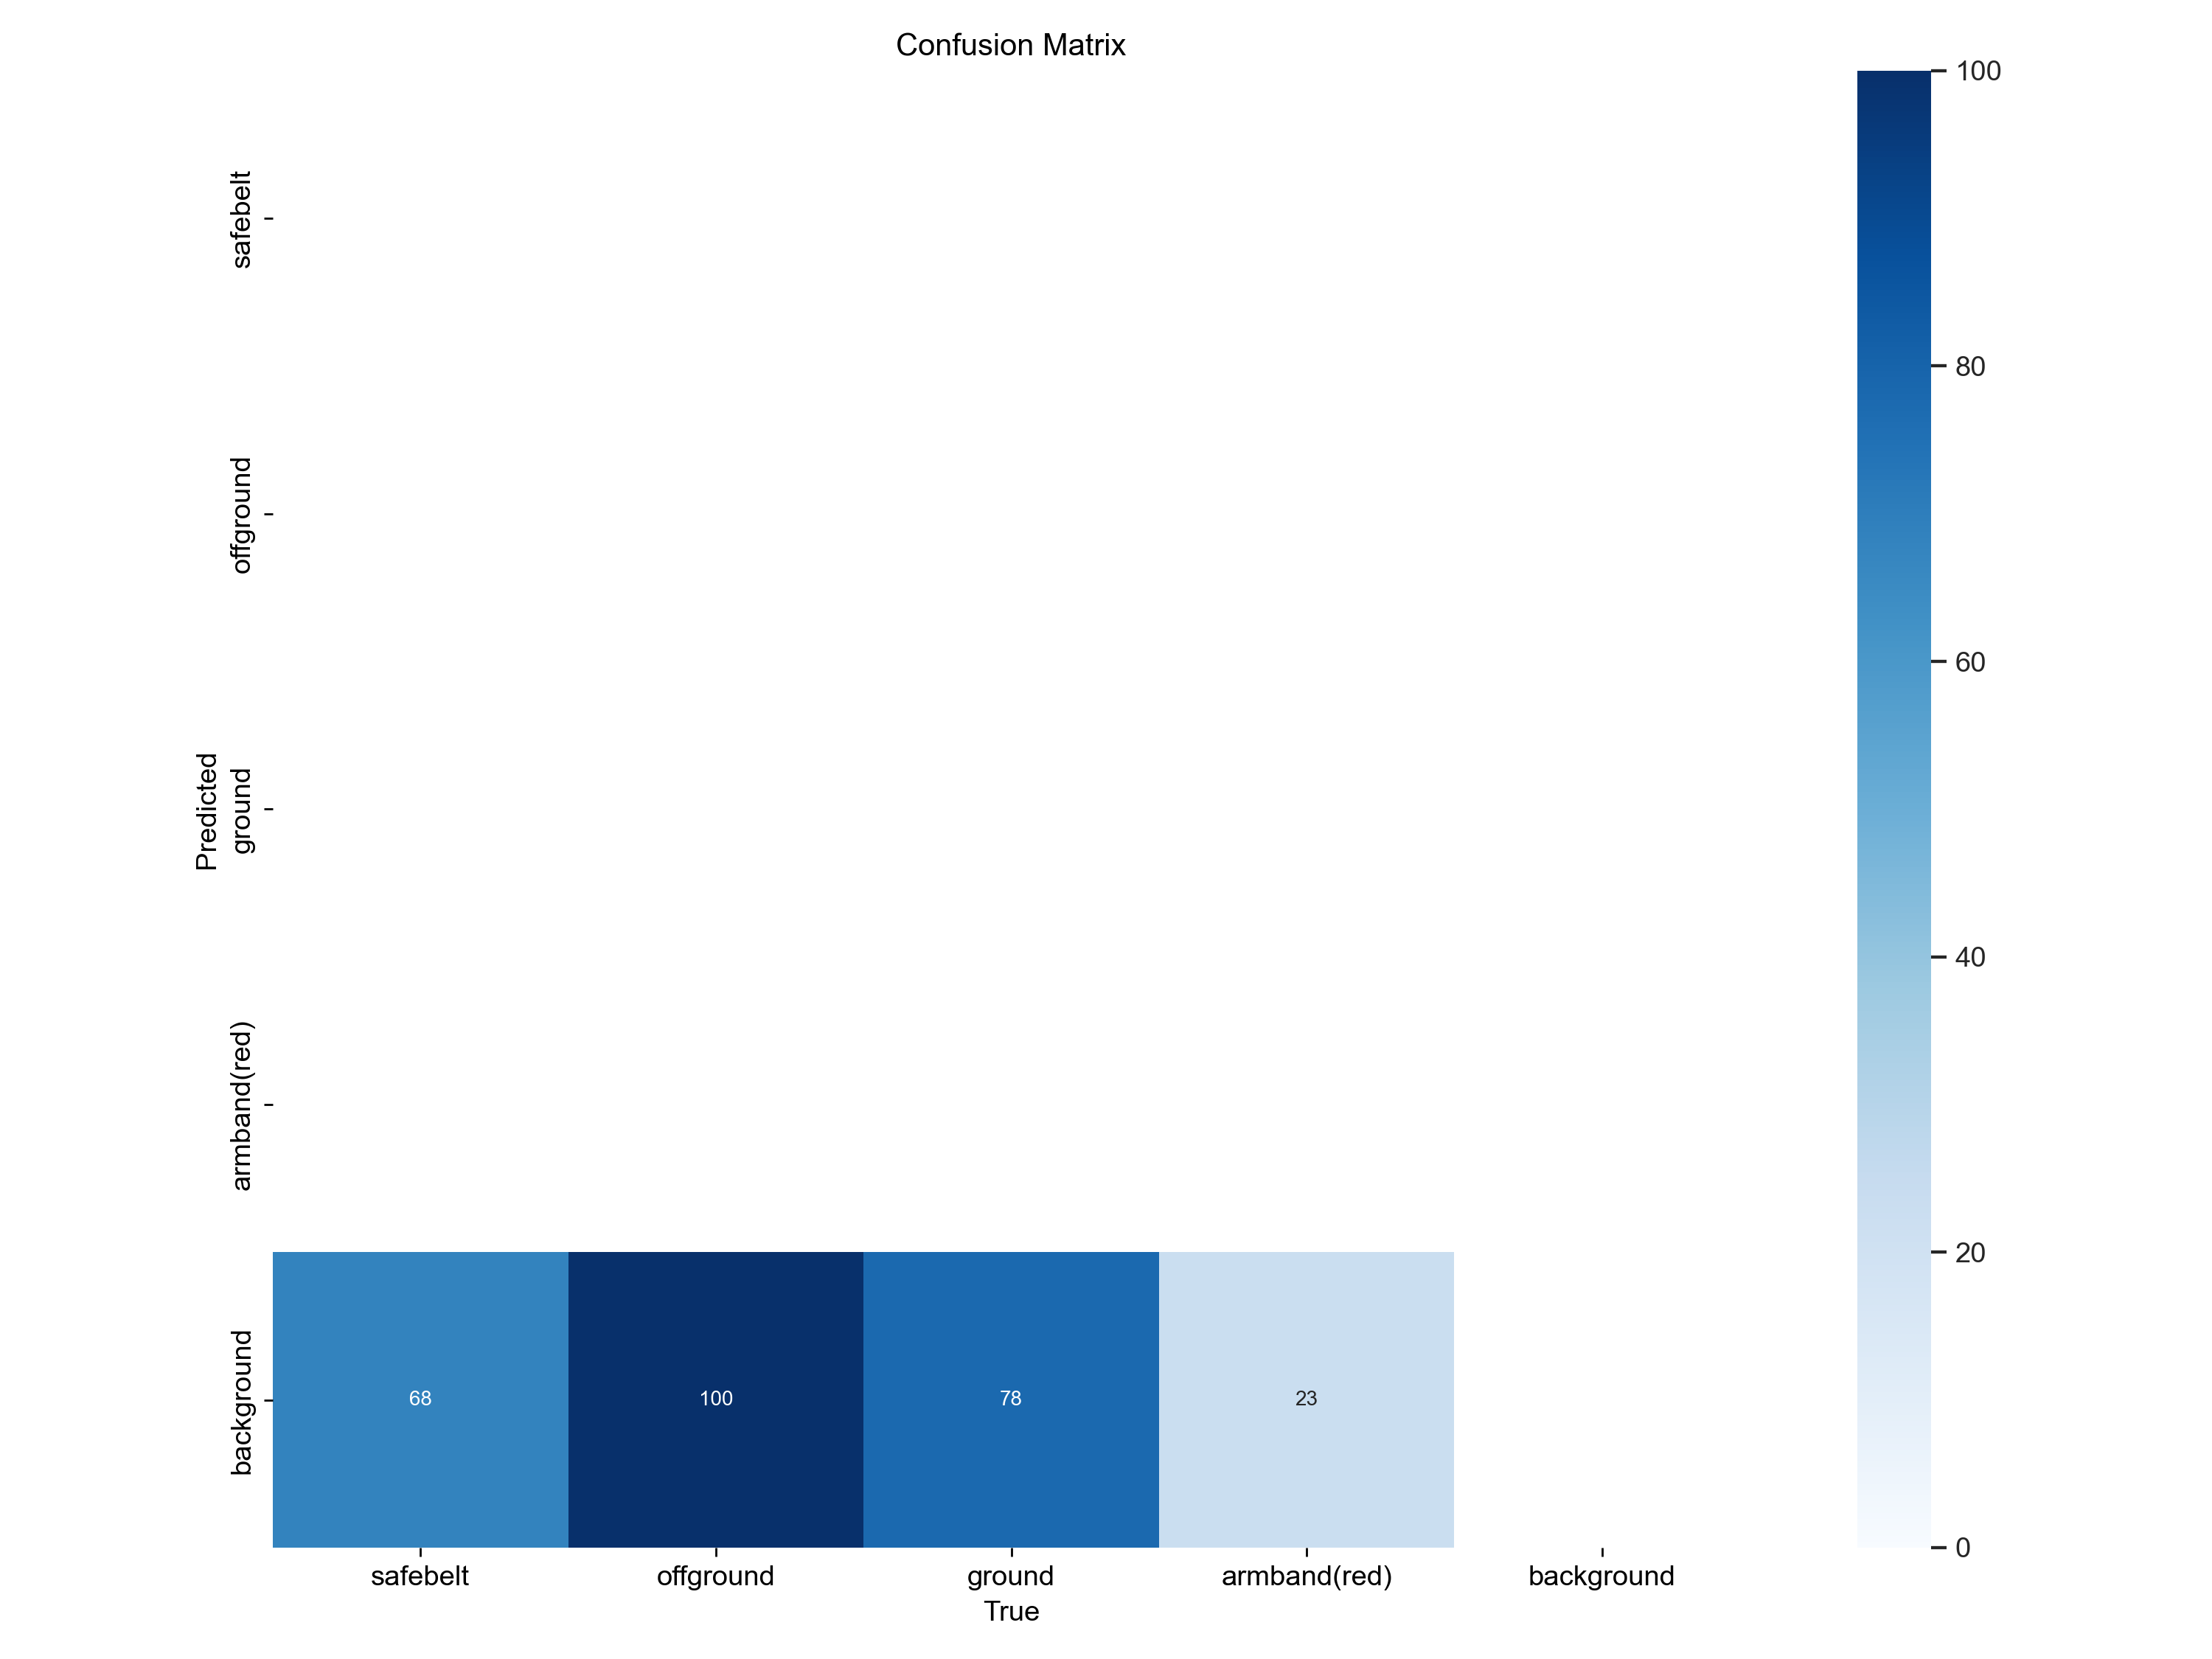 Confusion Matrix
safebelt
offground
ground
armband(red)
background
Predicted
68
100
78
23
safebelt
offground
ground
armband(red)
background
True
100
80
60
40
20
0